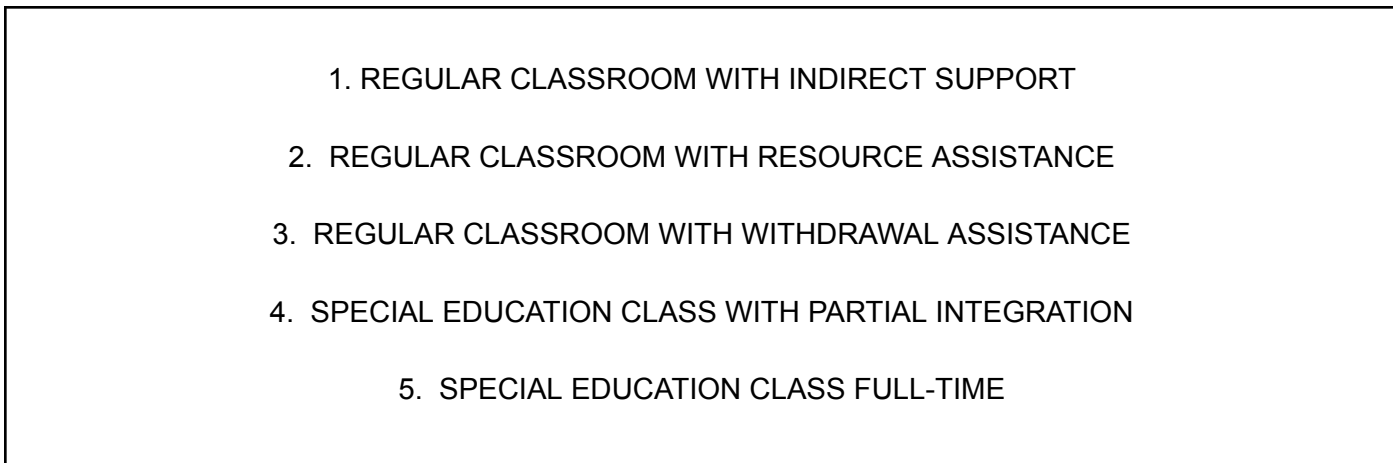 1. REGULAR CLASSROOM WITH INDIRECT SUPPORT
2. REGULAR CLASSROOM WITH RESOURCE ASSISTANCE
3. REGULAR CLASSROOM WITH WITHDRAWAL ASSISTANCE
4. SPECIAL EDUCATION CLASS WITH PARTIAL INTEGRATION
5. SPECIAL EDUCATION CLASS FULL-TIME